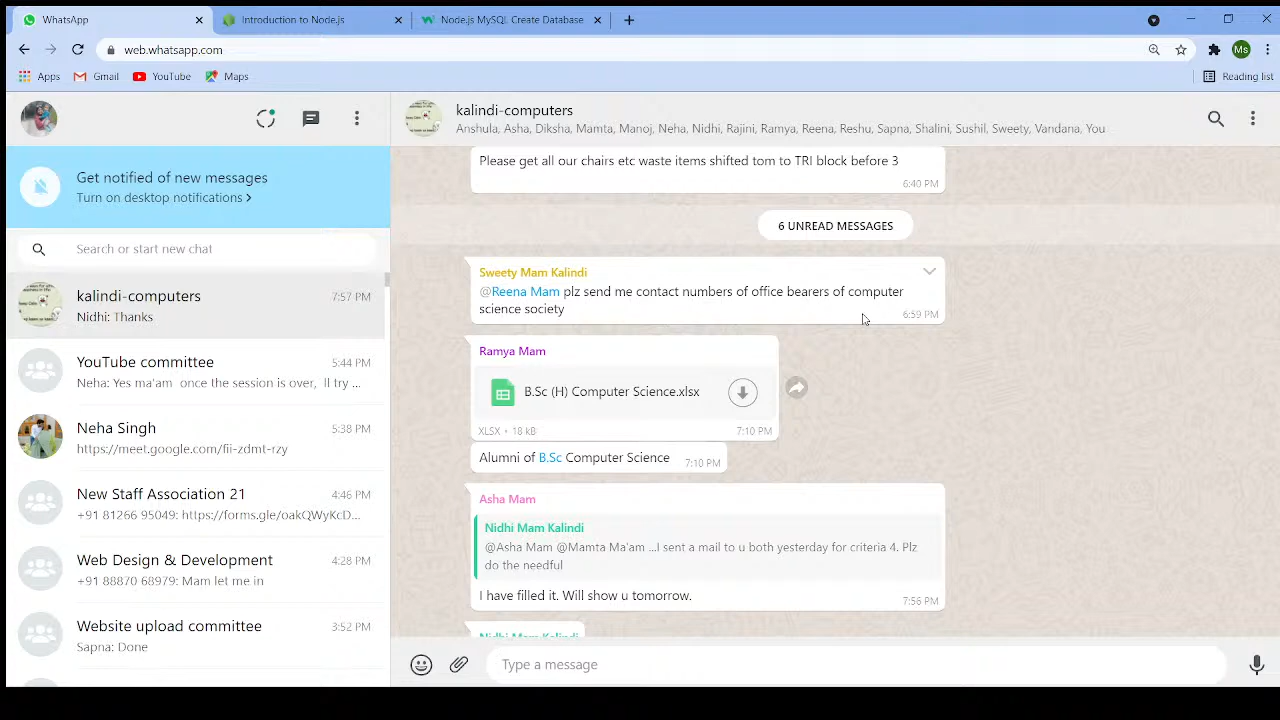 WhatsApp
Introduction to Node.js
Node.js MySQL Create Database
web.whatsapp.com
Ms
Apps
Gmail
YouTube
Maps
Reading list
kalindi-computers
Anshula, Asha, Diksha, Mamta, Manoj, Neha, Nidhi, Rajini, Ramya, Reena, Reshu, Sapna, Shalini, Sushil, Sweety, Vandana, You
Get notified of new messages
Turn on desktop notifications >
Search or start new chat
kalindi-computers
7:57 PM
Nidhi: Thanks
YouTube committee
5:44 PM
Neha: Yes ma'am once the session is over, ll try ...
Neha Singh
5:38 PM
https://meet.google.com/fii-zdmt-rzy
New Staff Association 21
4:46 PM
+91 81266 95049: https://forms.gle/oakQWyKcD...
Web Design & Development
4:28 PM
+91 88870 68979: Mam let me in
Website upload committee
3:52 PM
Sapna: Done
Please get all our chairs etc waste items shifted tom to TRI block before 3
6:40 PM
6 UNREAD MESSAGES
Sweety Mam Kalindi
@Reena Mam plz send me contact numbers of office bearers of computer
science society
6:59 PM
Ramya Mam
B.Sc (H) Computer Science.xlsx
XLSX • 18 kB
7:10 PM
Alumni of B.Sc Computer Science
7:10 PM
Asha Mam
Nidhi Mam Kalindi
@Asha Mam @Mamta Ma'am ...I sent a mail to u both yesterday for criteria 4. Plz
do the needful
I have filled it. Will show u tomorrow.
7:56 PM
Nidhi Mam Kalindi
Type a message